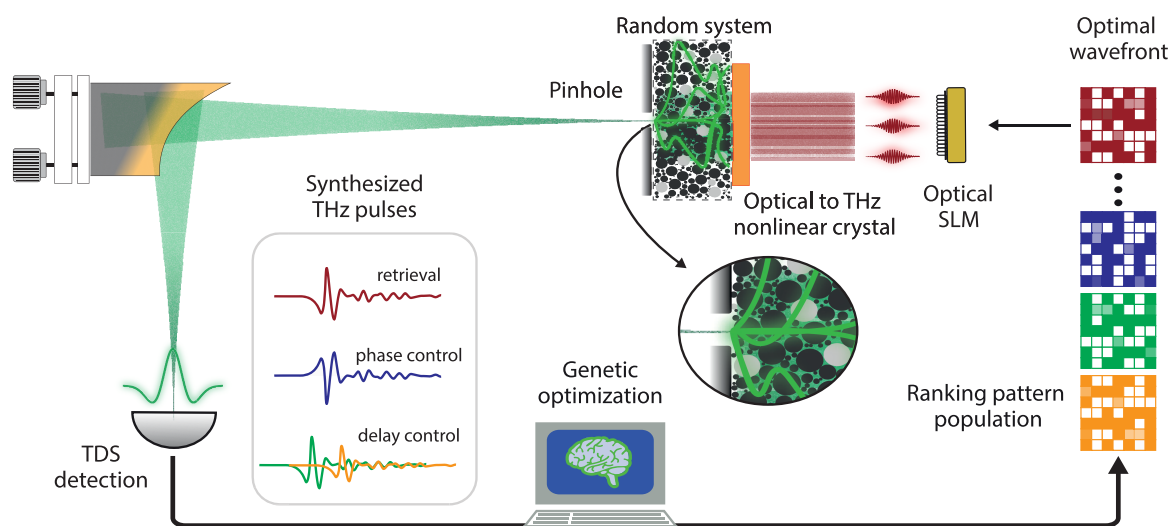 Random system
Optimal
wavefront
Pinhole
Synthesized
THz pulses
Optical to THz
nonlinear crystal
Optical
SLM
retrieval
phase control
delay control
Genetic
optimization
Ranking pattern
population
TDS
detection